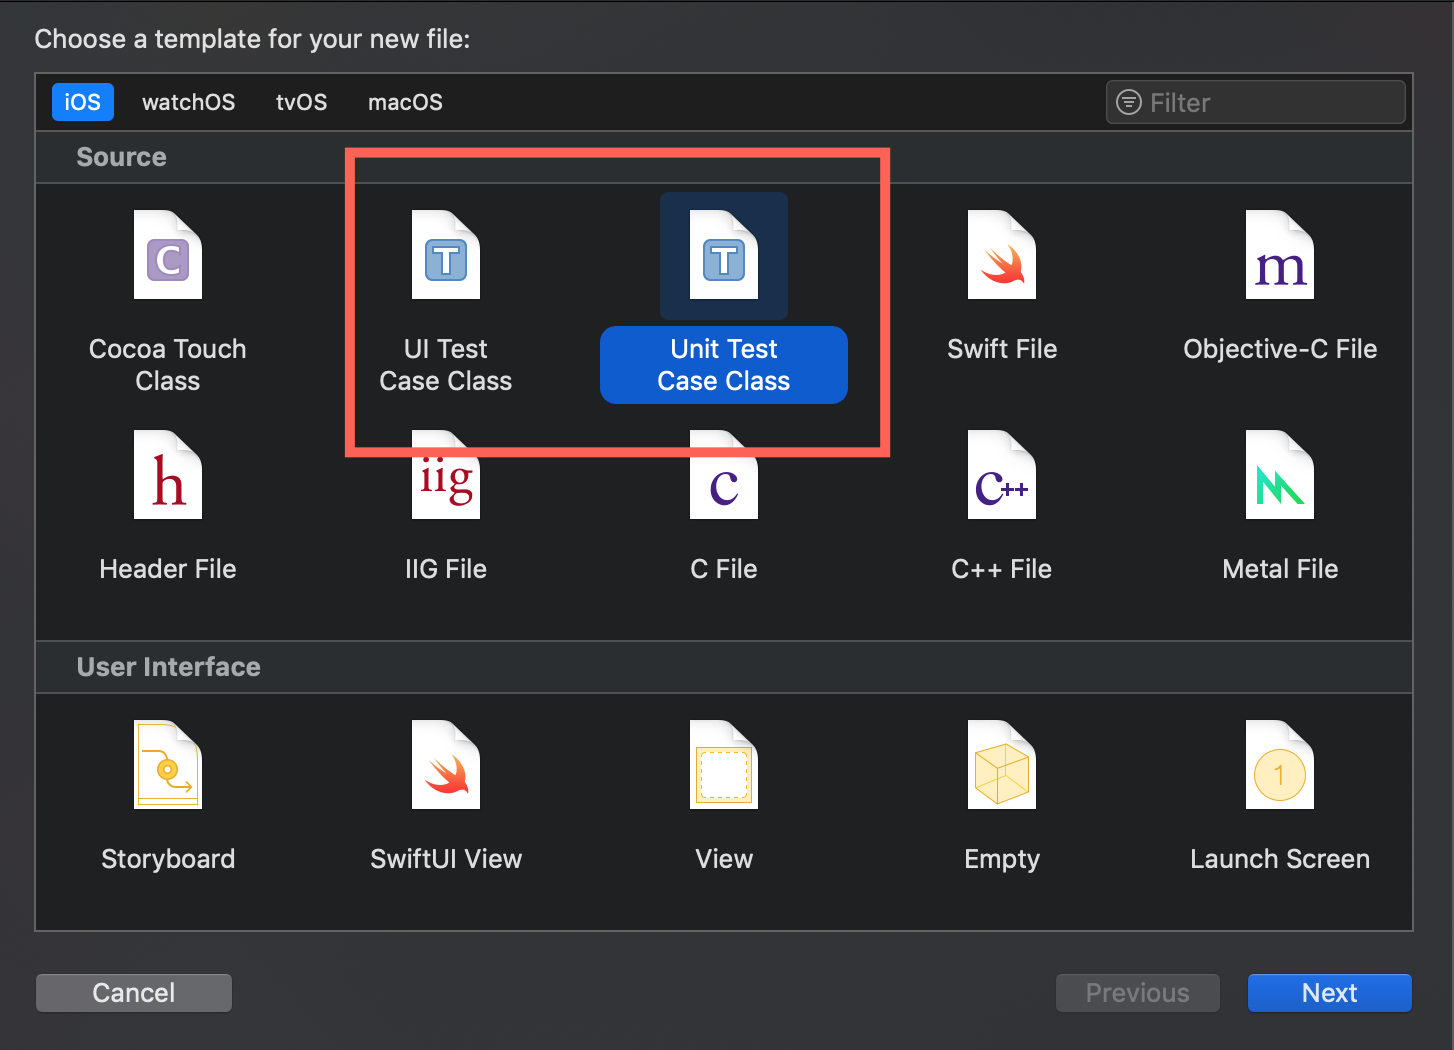 Choose a template for your new file:
iOS watchOS tvOS macOS Filter
Source
C T T m
Cocoa Touch Class
UI Test Case Class
Unit Test Case Class
Swift File
Objective-C File
h iig c C++
Header File
IIG File
C File
C++ File
Metal File
User Interface
1
Storyboard
SwiftUI View
View
Empty
Launch Screen
Cancel Previous Next